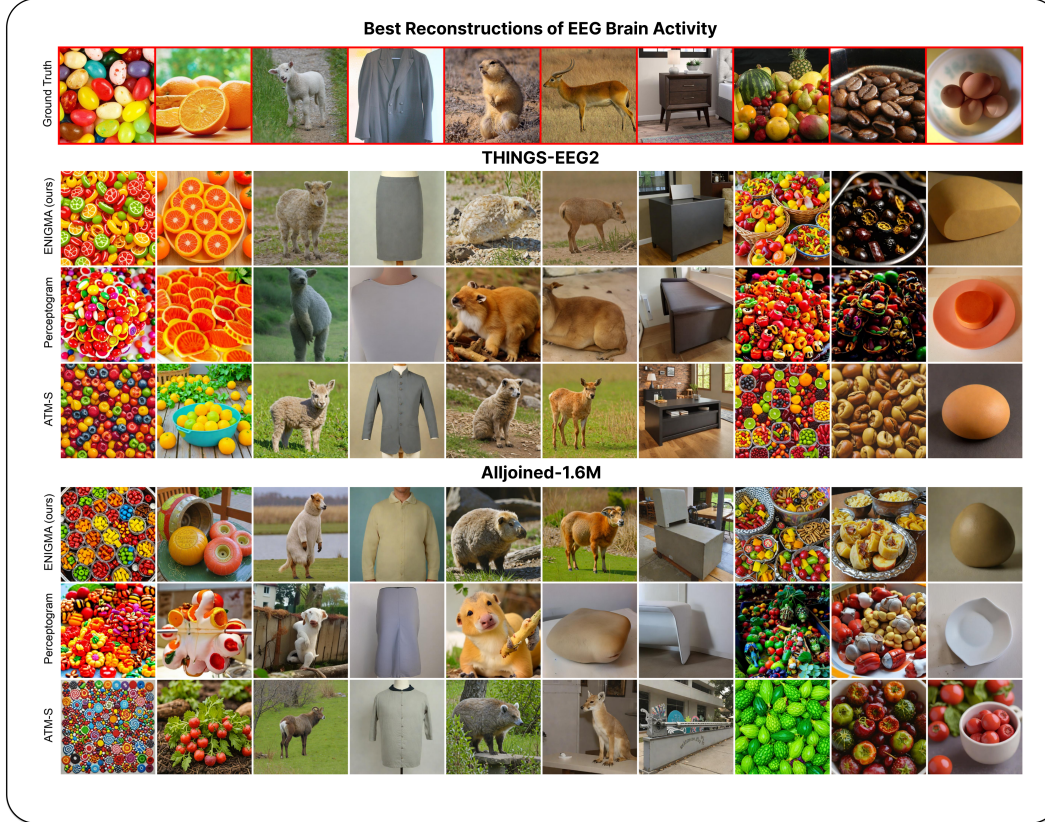 Best Reconstructions of EEG Brain Activity
Ground Truth
THINGS-EEG2
ENIGMA (ours)
Perceptogram
ATM-S
Alljoined-1.6M
ENIGMA (ours)
Perceptogram
ATM-S